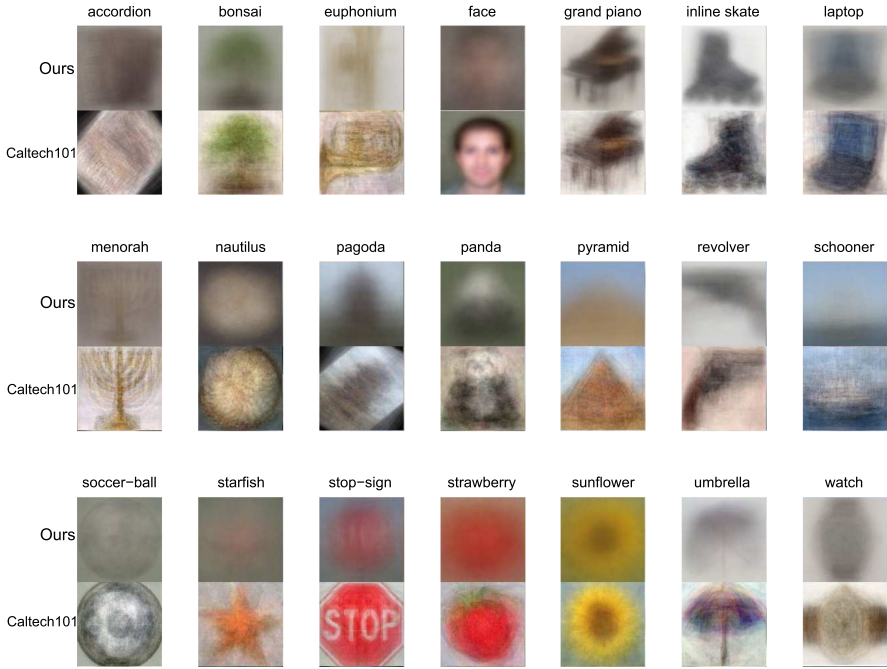 accordion bonsai euphonium face grand piano inline skate laptop
Ours
Caltech101
menorah nautilus pagoda panda pyramid revolver schooner
Ours
Caltech101
soccer−ball starfish stop−sign strawberry sunflower umbrella watch
Ours
Caltech101
STOP